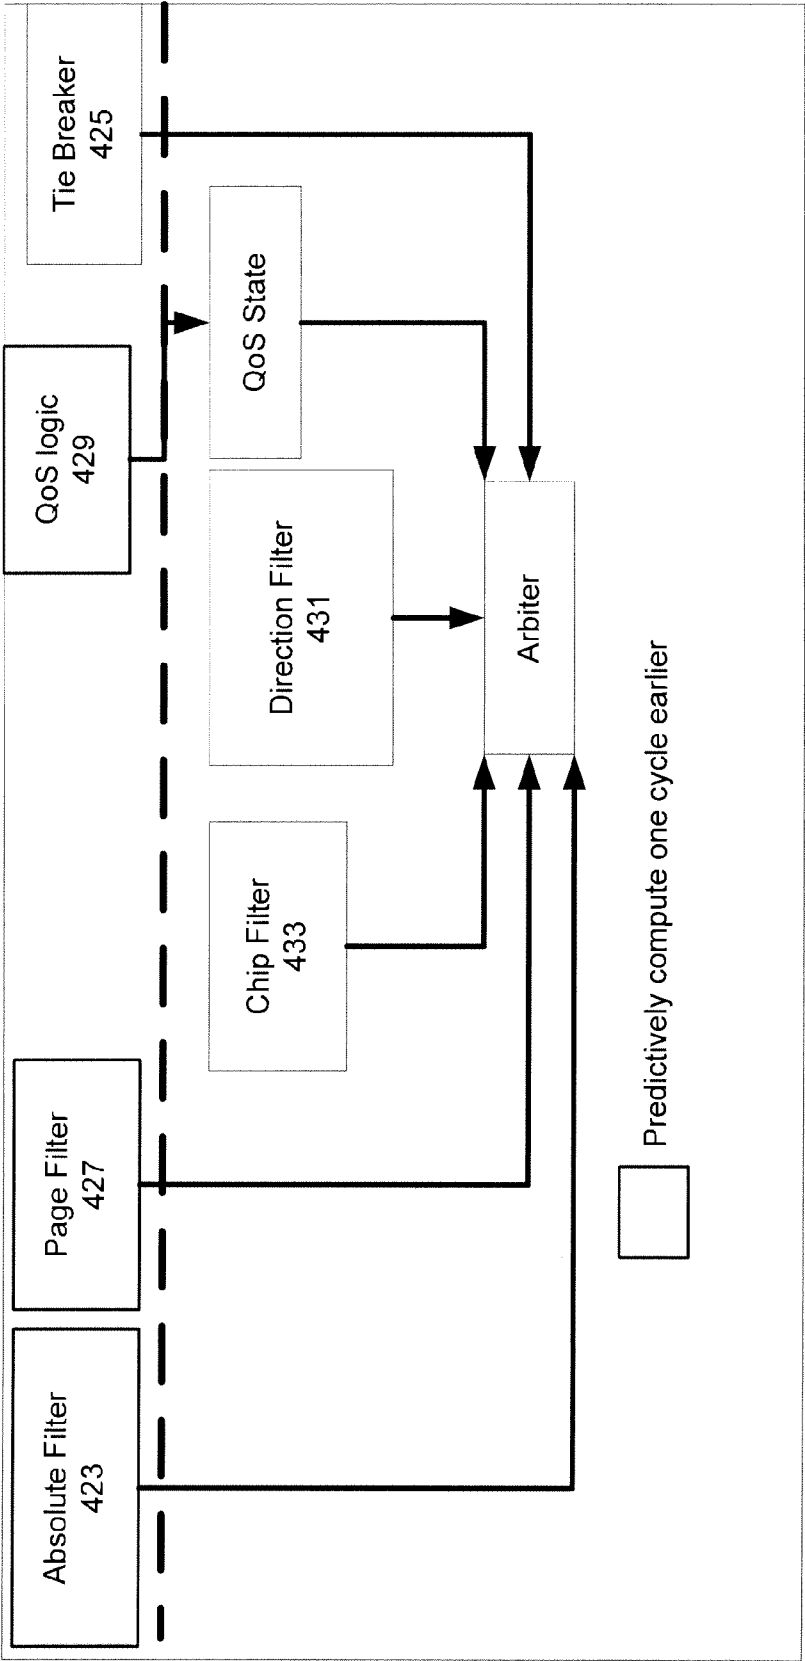 Absolute Filter
423
Page Filter
427
QoS logic
429
Tie Breaker
425
Chip Filter
433
Direction Filter
431
QoS State
Arbiter
Predictively compute one cycle earlier